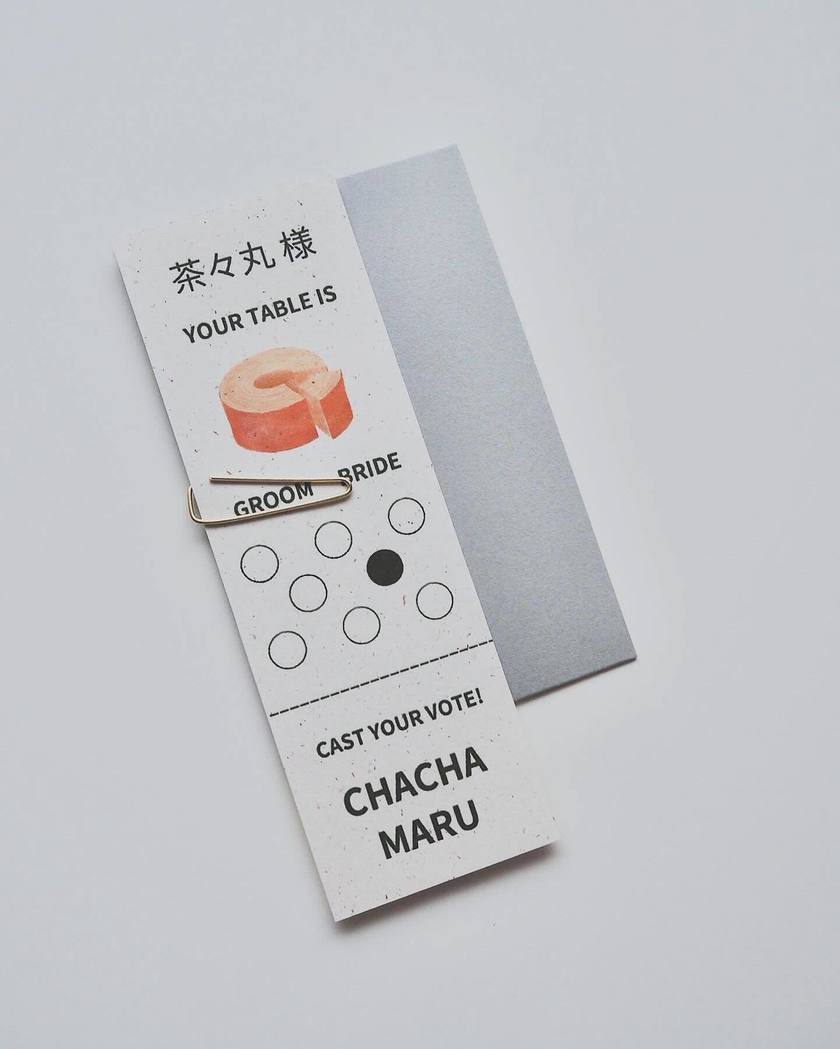 茶々丸 様
YOUR TABLE IS
GROOM BRIDE
CAST YOUR VOTE!
CHACHA
MARU